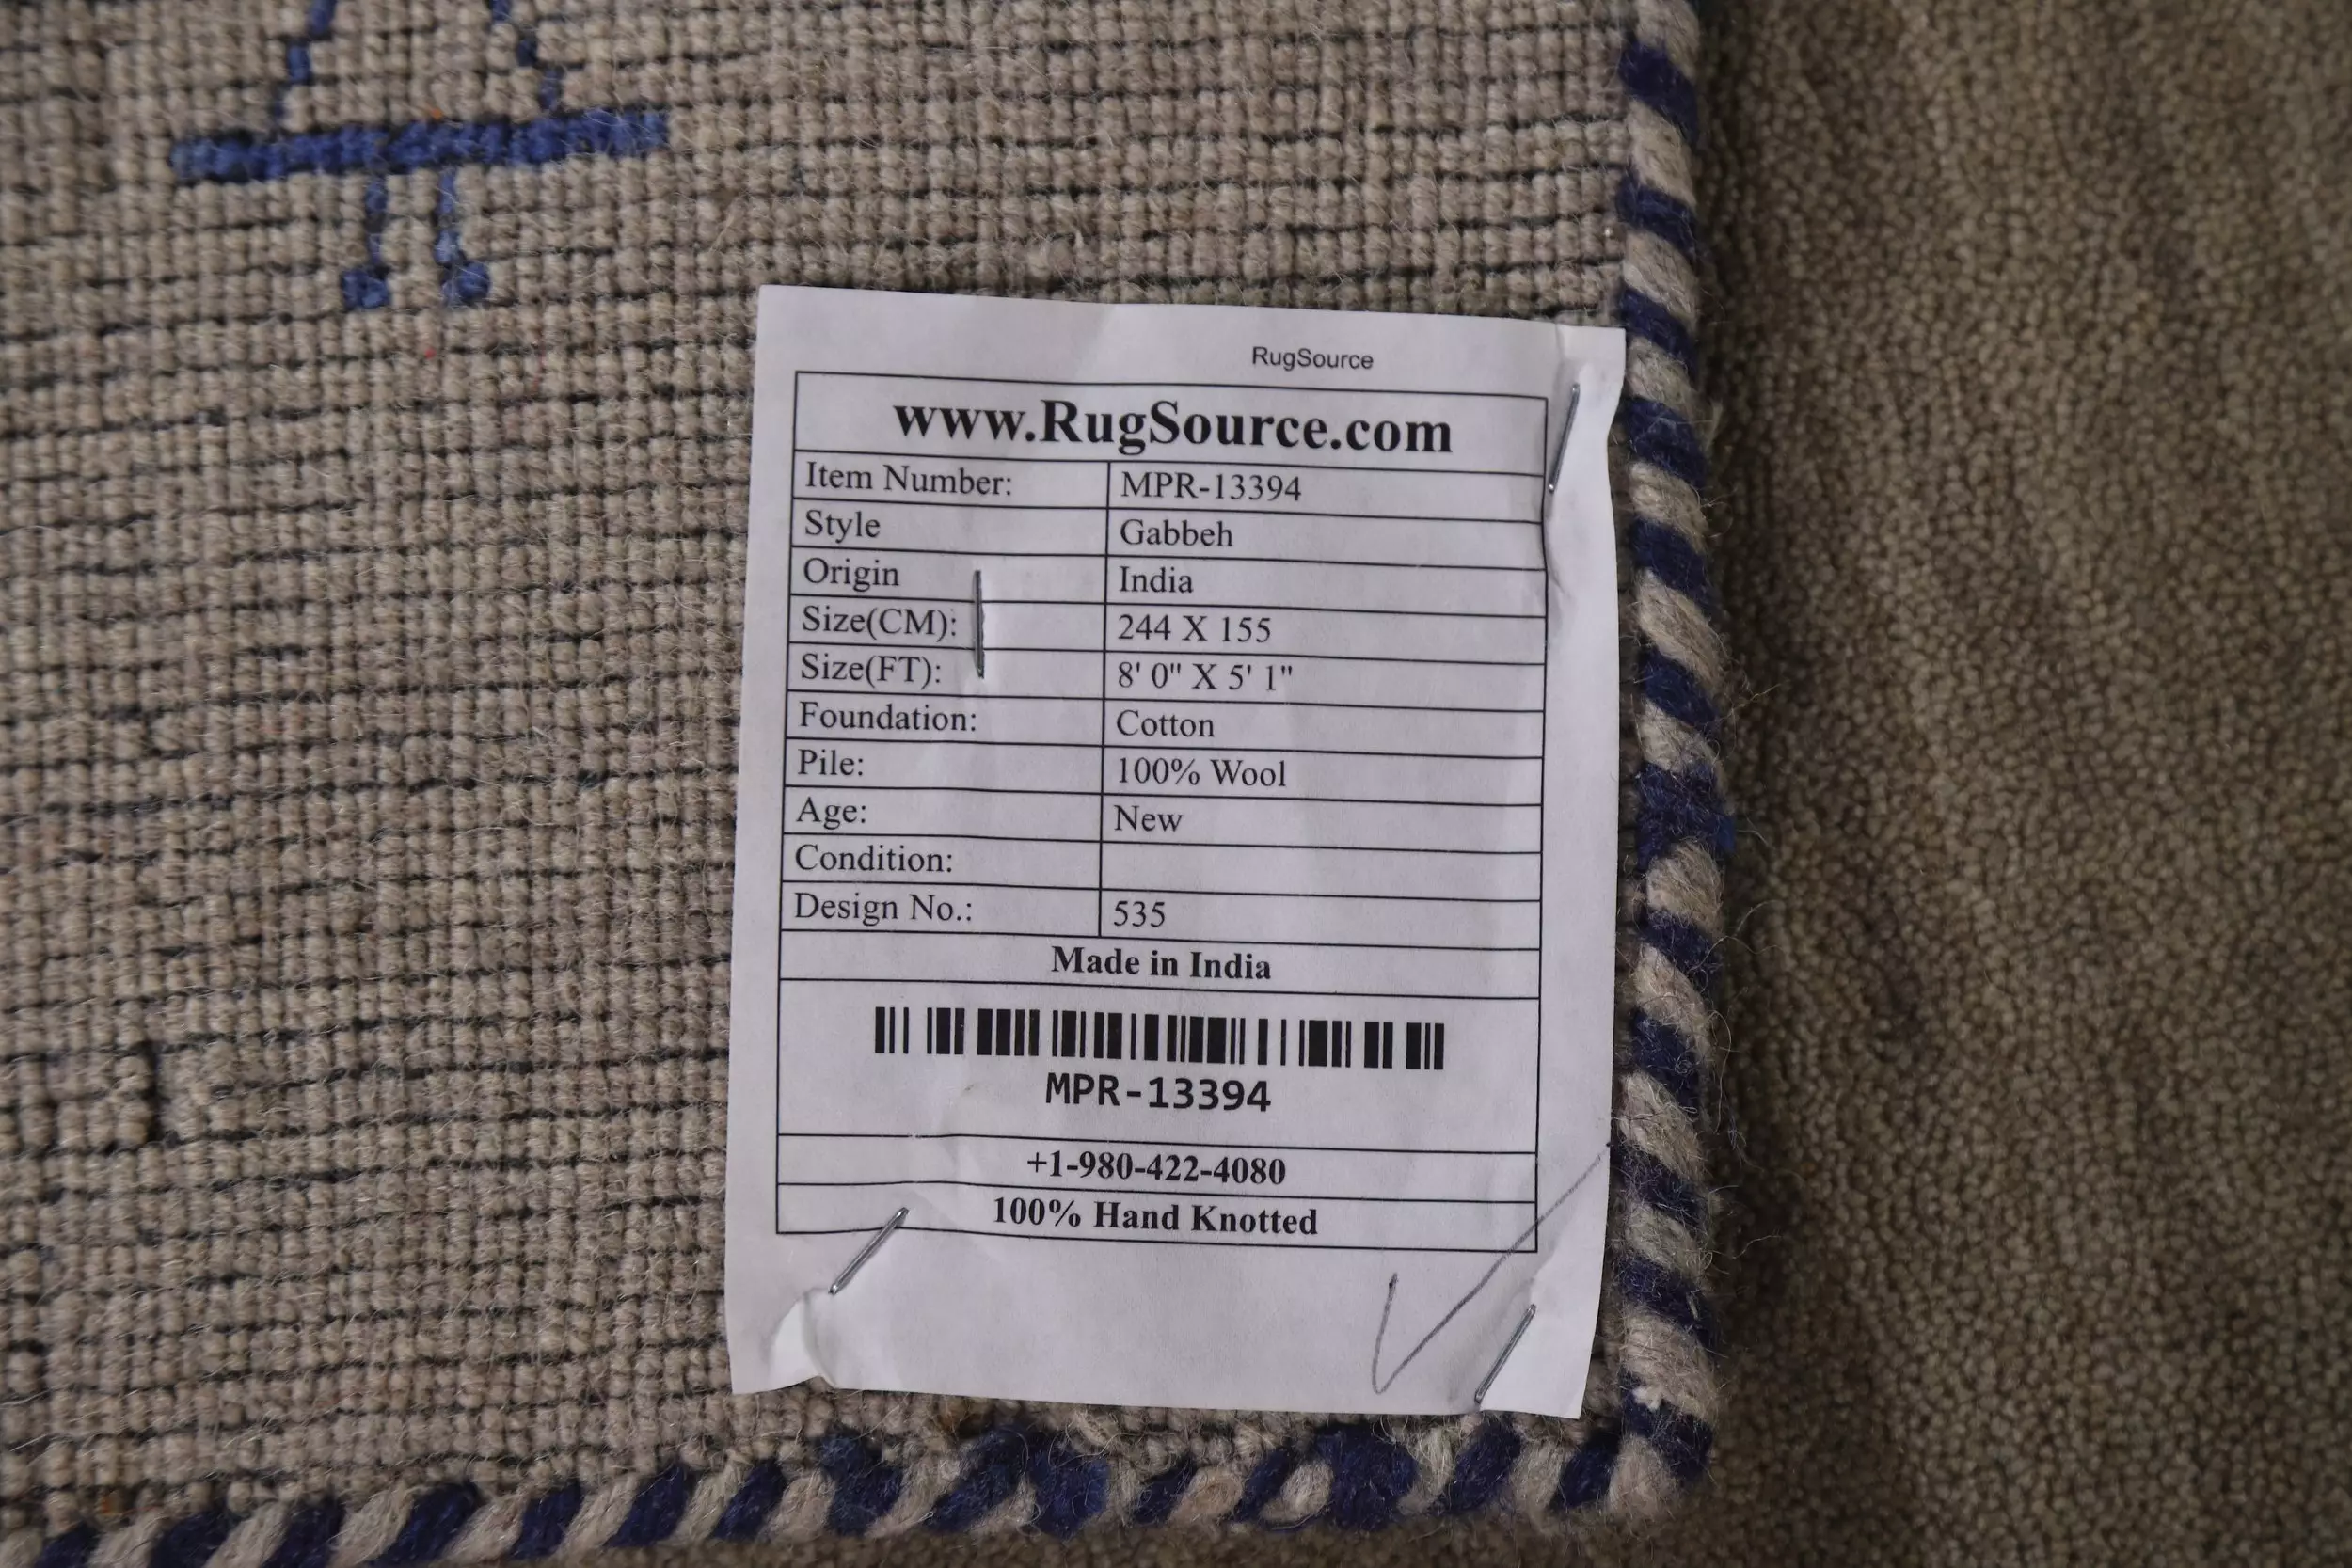 RugSource
www.RugSource.com
Item Number: MPR-13394
Style Gabbeh
Origin India
Size(CM): 244 X 155
Size(FT): 8' 0" X 5' 1"
Foundation: Cotton
Pile: 100% Wool
Age: New
Condition:
Design No.: 535
Made in India
MPR-13394
+1-980-422-4080
100% Hand Knotted